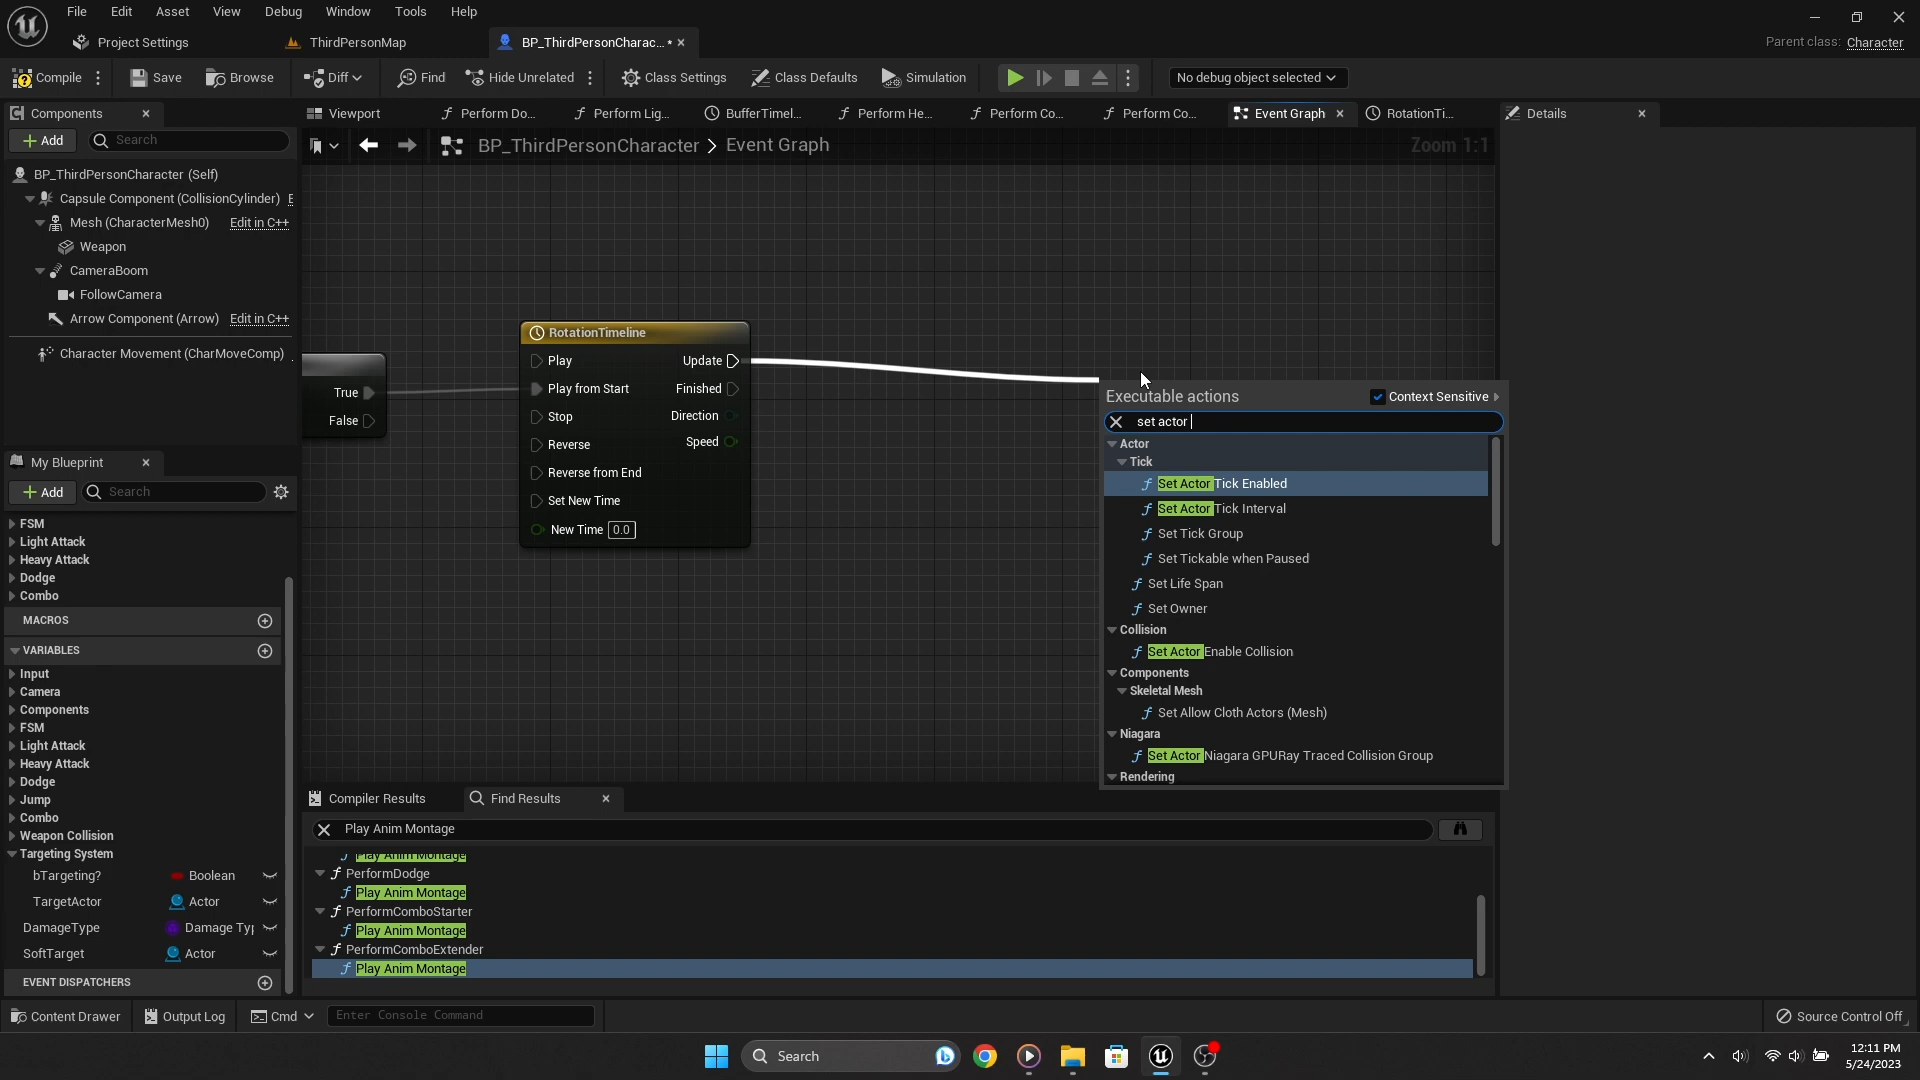 File Edit Asset View Debug Window Tools Help
Project Settings ThirdPersonMap BP_ThirdPersonCharac... •
Parent class: Character
Compile Save Browse Diff Find Hide Unrelated Class Settings Class Defaults Simulation No debug object selected
Components Viewport Perform Do... Perform Lig... BufferTimel... Perform He... Perform Co... Perform Co... Event Graph RotationTi... Details
Add Search
BP_ThirdPersonCharacter > Event Graph Zoom 1:1
BP_ThirdPersonCharacter (Self)
Capsule Component (CollisionCylinder) E
Mesh (CharacterMesh0) Edit in C++
Weapon
CameraBoom
FollowCamera
Arrow Component (Arrow) Edit in C++
Character Movement (CharMoveComp)
True
False
RotationTimeline
Play Update
Play from Start Finished
Stop Direction
Reverse Speed
Reverse from End
Set New Time
New Time 0.0
Executable actions Context Sensitive
set actor
Actor
Tick
Set Actor Tick Enabled
Set Actor Tick Interval
Set Tick Group
Set Tickable when Paused
Set Life Span
Set Owner
Collision
Set Actor Enable Collision
Components
Skeletal Mesh
Set Allow Cloth Actors (Mesh)
Niagara
Set Actor Niagara GPURay Traced Collision Group
Rendering
My Blueprint
Add Search
FSM
Light Attack
Heavy Attack
Dodge
Combo
MACROS
VARIABLES
Input
Camera
Components
FSM
Light Attack
Heavy Attack
Dodge
Jump
Combo
Weapon Collision
Targeting System
bTargeting? Boolean
TargetActor Actor
DamageType Damage Typ
SoftTarget Actor
EVENT DISPATCHERS
Compiler Results Find Results
Play Anim Montage
Play Anim Montage
PerformDodge
Play Anim Montage
PerformComboStarter
Play Anim Montage
PerformComboExtender
Play Anim Montage
Content Drawer Output Log Cmd Enter Console Command Source Control Off
Search
12:11 PM
5/24/2023